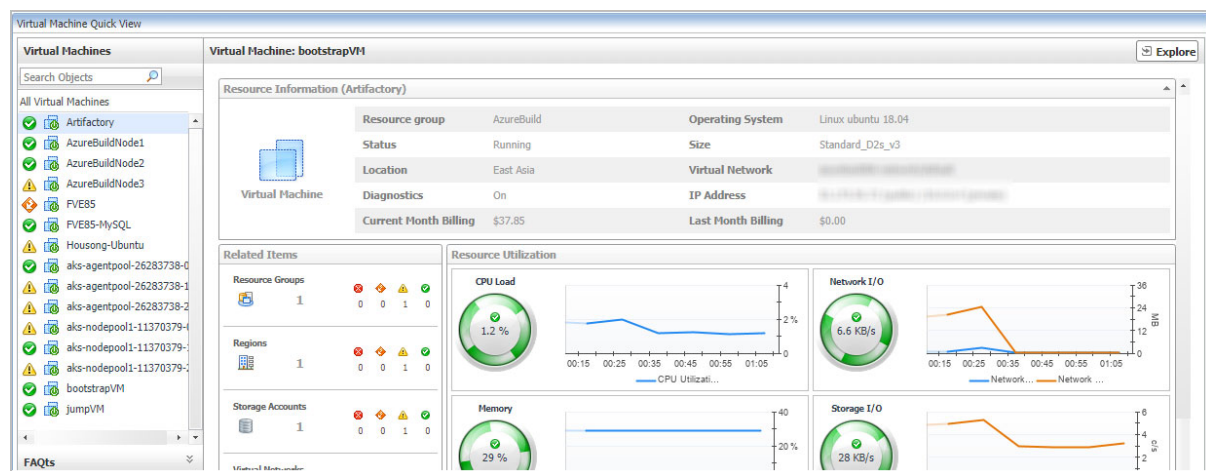 Virtual Machine Quick View
Virtual Machines
Search Objects
All Virtual Machines
Artifactory
AzureBuildNode1
AzureBuildNode2
AzureBuildNode3
FVE85
FVE85-MySQL
Housong-Ubuntu
aks-agentpool-26283738-0
aks-agentpool-26283738-1
aks-agentpool-26283738-2
aks-nodepool1-11370379-
aks-nodepool1-11370379-
aks-nodepool1-11370379-
bootstrapVM
jumpVM
FAQts
Virtual Machine: bootstrapVM
Explore
Resource Information (Artifactory)
Virtual Machine
Resource group AzureBuild Operating System Linux ubuntu 18.04
Status Running Size Standard_D2s_v3
Location East Asia Virtual Network
Diagnostics On IP Address
Current Month Billing $37.85 Last Month Billing $0.00
Related Items
Resource Groups
1 0 0 1 0
Regions
1 0 0 1 0
Storage Accounts
1 0 0 1 0
Virtual Networks
Resource Utilization
CPU Load
1.2 %
4
2 %
0
00:15 00:25 00:35 00:45 00:55 01:05
CPU Utilizati...
Network I/O
6.6 KB/s
36
24
12
0
MB
00:15 00:25 00:35 00:45 00:55 01:05
Network... Network ...
Memory
29 %
40
20 %
Storage I/O
28 KB/s
6
4
2
c/s